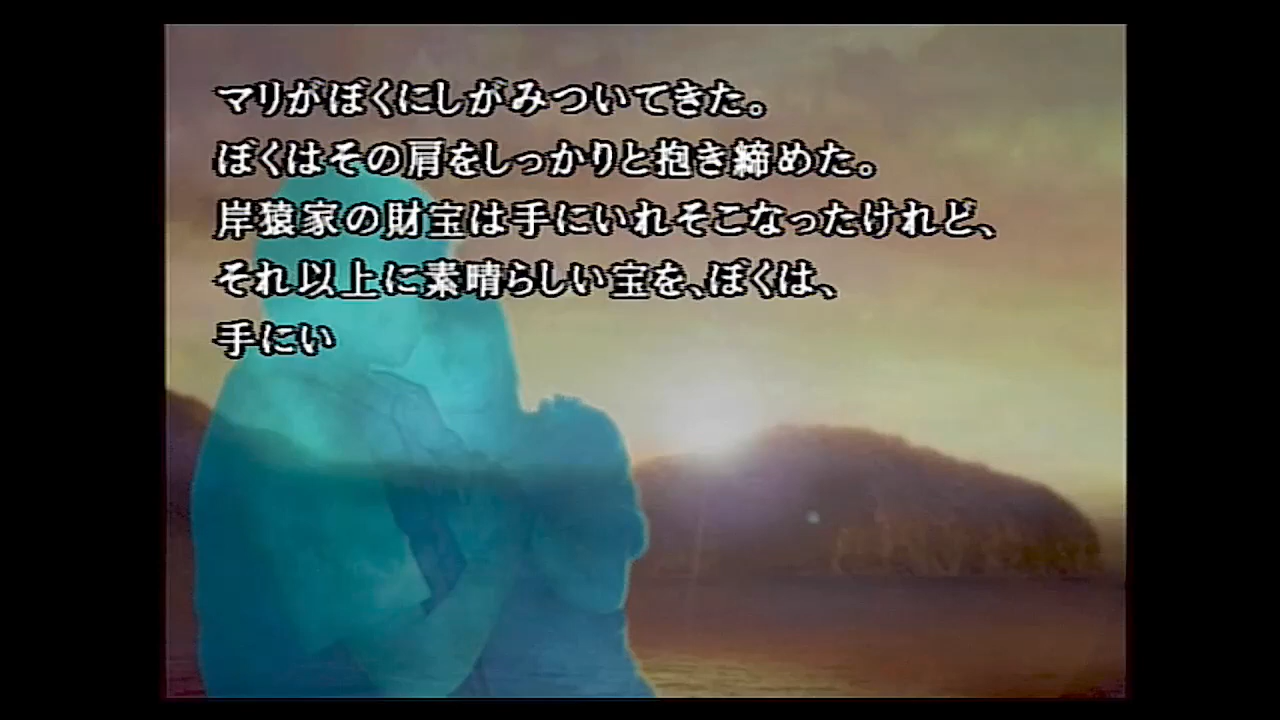 マリがぼくにしがみついてきた。
ぼくはその肩をしっかりと抱き締めた。
岸猿家の財宝は手にいれそこなったけれど、
それ以上に素晴らしい宝を、ぼくは、
手にい